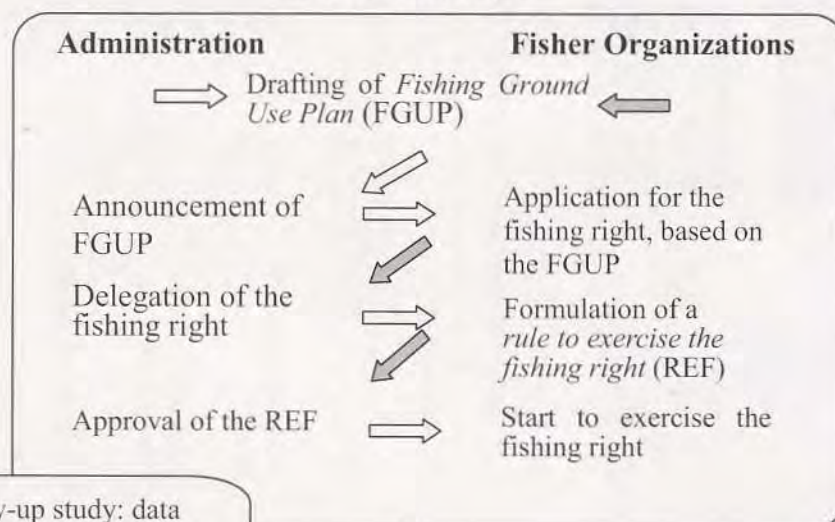 Administration
Fisher Organizations
Drafting of Fishing Ground
Use Plan (FGUP)
Announcement of
FGUP
Application for the
fishing right, based on
the FGUP
Delegation of the
fishing right
Formulation of a
rule to exercise the
fishing right (REF)
Approval of the REF
Start to exercise the
fishing right
-up study: data